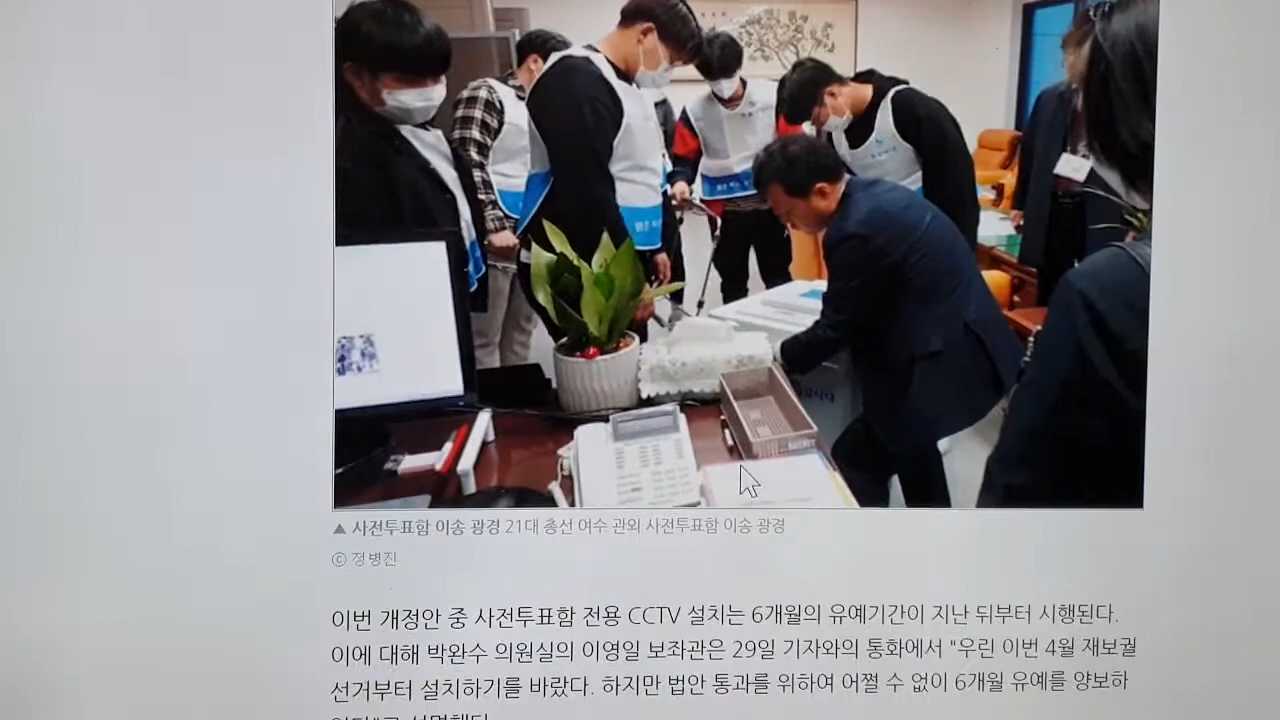 ▲ 사전투표함 이송 광경 21대 총선 여수 관외 사전투표함 이송 광경
ⓒ 정병진
이번 개정안 중 사전투표함 전용 CCTV 설치는 6개월의 유예기간이 지난 뒤부터 시행된다.
이에 대해 박완수 의원실의 이영일 보좌관은 29일 기자와의 통화에서 "우린 이번 4월 재보궐
선거부터 설치하기를 바랐다. 하지만 법안 통과를 위하여 어쩔 수 없이 6개월 유예를 양보하